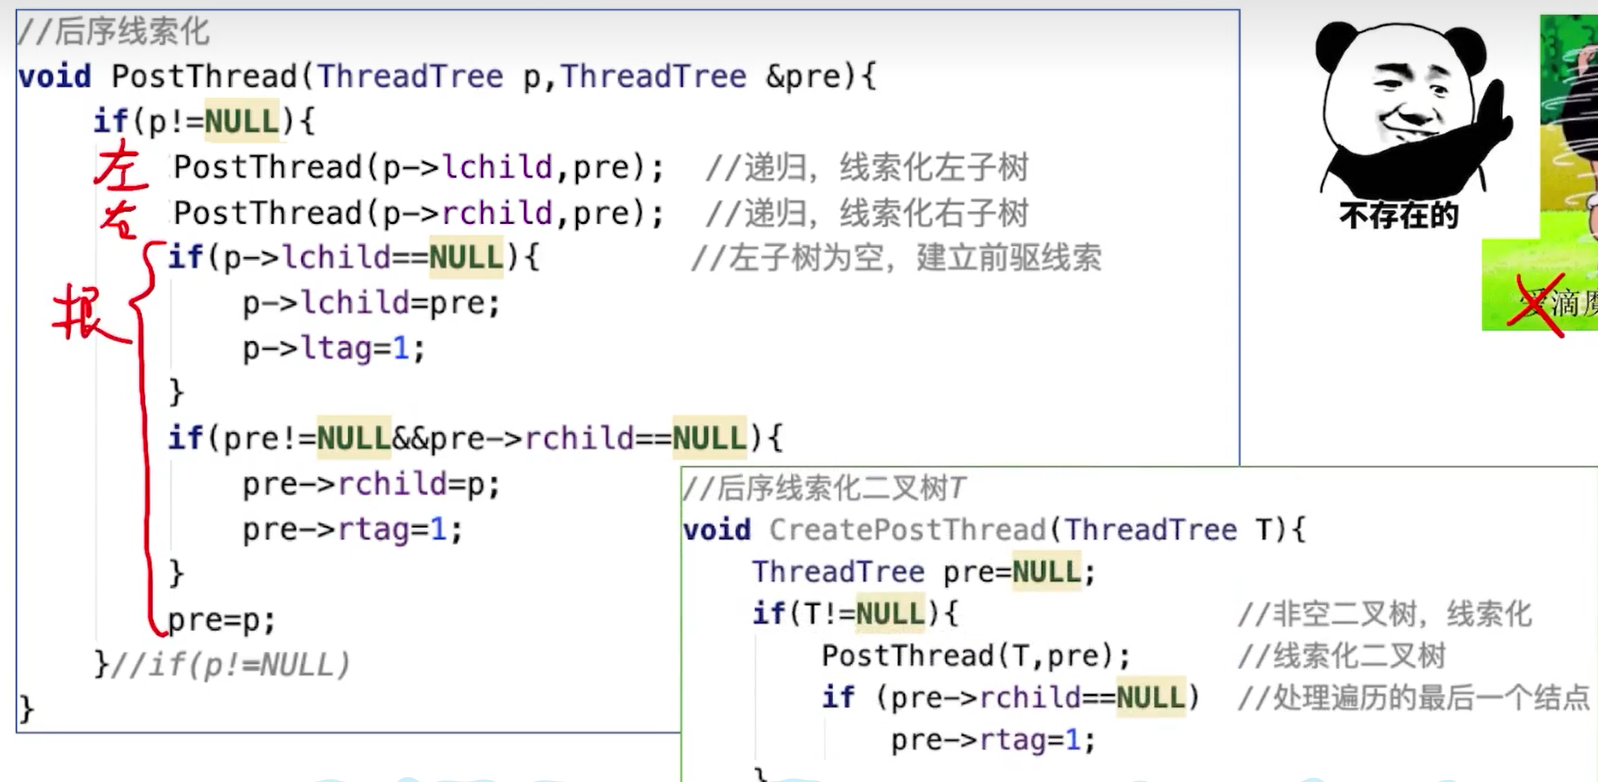 //后序线索化
void PostThread(ThreadTree p,ThreadTree &pre){
if(p!=NULL){
左 PostThread(p->lchild,pre); //递归，线索化左子树
右 PostThread(p->rchild,pre); //递归，线索化右子树
if(p->lchild==NULL){ //左子树为空，建立前驱线索
根 p->lchild=pre;
p->ltag=1;
}
if(pre!=NULL&&pre->rchild==NULL){
pre->rchild=p;
pre->rtag=1;
}
pre=p;
}//if(p!=NULL)
}
//后序线索化二叉树T
void CreatePostThread(ThreadTree T){
ThreadTree pre=NULL;
if(T!=NULL){ //非空二叉树，线索化
PostThread(T,pre); //线索化二叉树
if (pre->rchild==NULL) //处理遍历的最后一个结点
pre->rtag=1;
}
不存在的
爱滴魔